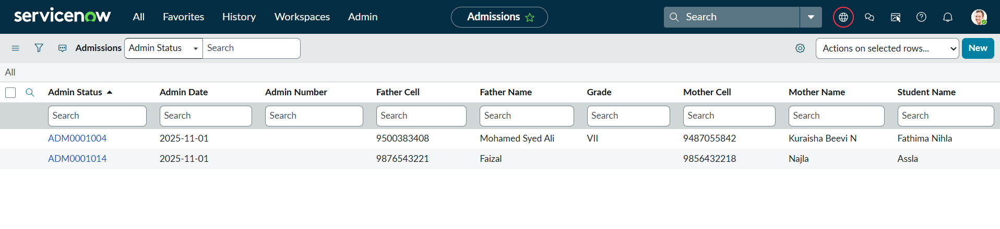 servicenow All Favorites History Workspaces Admin Admissions Search
Admissions Admin Status Search Actions on selected rows... New
All
Admin Status Admin Date Admin Number Father Cell Father Name Grade Mother Cell Mother Name Student Name
Search Search Search Search Search Search Search Search Search
ADM0001004 2025-11-01 9500383408 Mohamed Syed Ali VII 9487055842 Kuraisha Beevi N Fathima Nihla
ADM0001014 2025-11-01 9876543221 Faizal 9856432218 Najla Assla